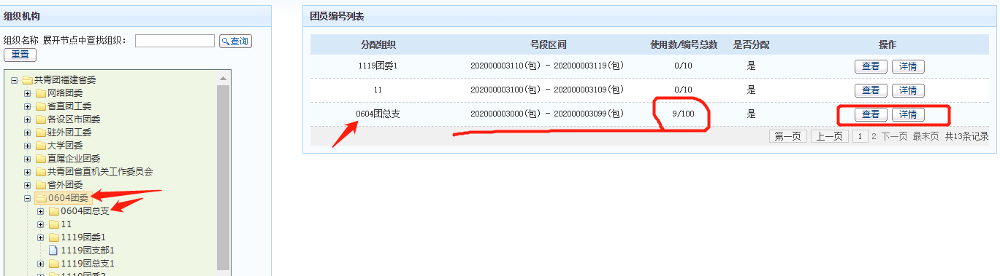 组织机构
组织名称 展开节点中查找组织： 查询
重置
共青团福建省委
网络团委
省直团工委
各设区市团委
驻外团工委
大学团委
直属企业团委
共青团省直机关工作委员会
省外团委
0604团委
0604团总支
11
1119团委1
1119团支部1
1119团总支1
1119团委2
团员编号列表
分配组织 号段区间 使用数/编号总数 是否分配 操作
1119团委1 202000003110(包) - 202000003119(包) 0/10 是 查看 详情
11 202000003100(包) - 202000003109(包) 0/10 是 查看 详情
0604团总支 202000003000(包) - 202000003099(包) 9/100 是 查看 详情
第一页 上一页 1 2 下一页 最末页 共13条记录